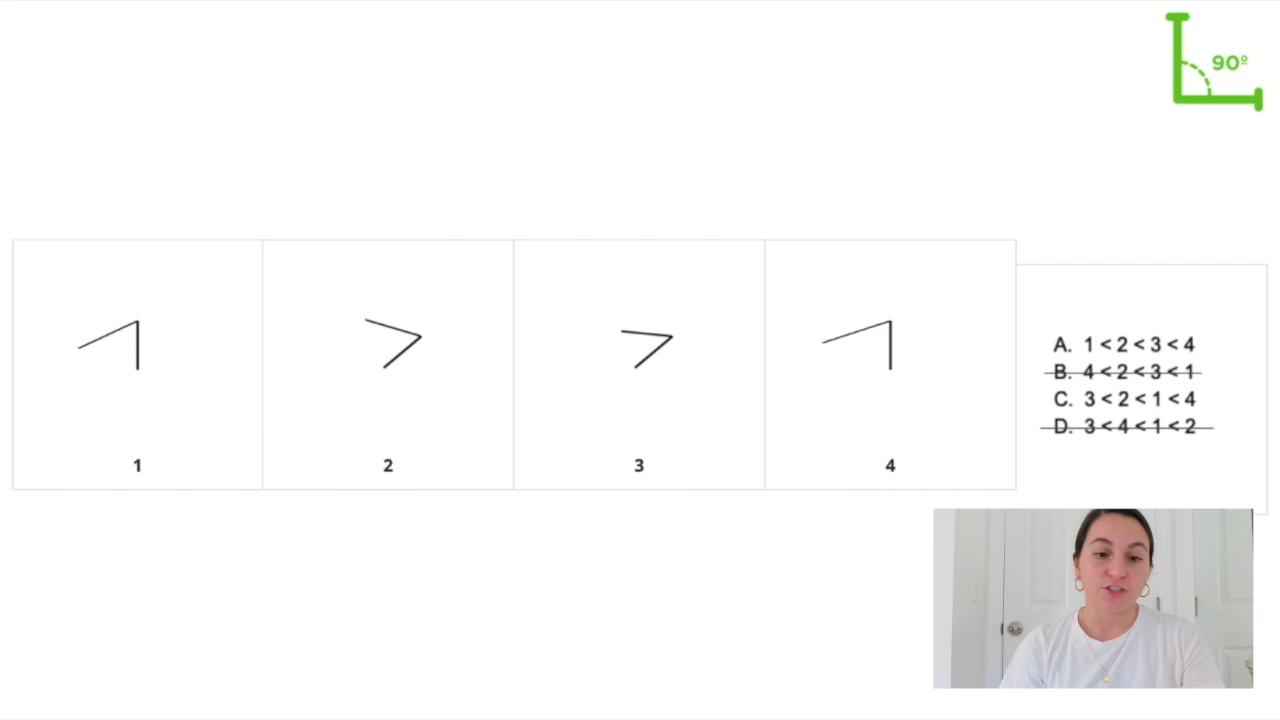 90º
1
2
3
4
A. 1 < 2 < 3 < 4
B. 4 < 2 < 3 < 1
C. 3 < 2 < 1 < 4
D. 3 < 4 < 1 < 2